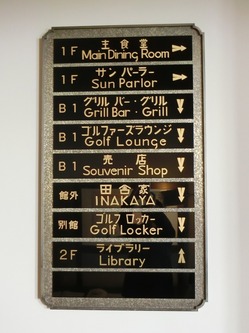 1F 主食堂
Main Dining Room
1F サン パーラー
Sun Parlor
B1 グリル バー・グリル
Grill Bar・Grill
B1 ゴルファーズラウンジ
Golf Lounge
B1 売店
Souvenir Shop
館外 田舎家
INAKAYA
別館 ゴルフ ロッカー
Golf Locker
2F ライブラリー
Library